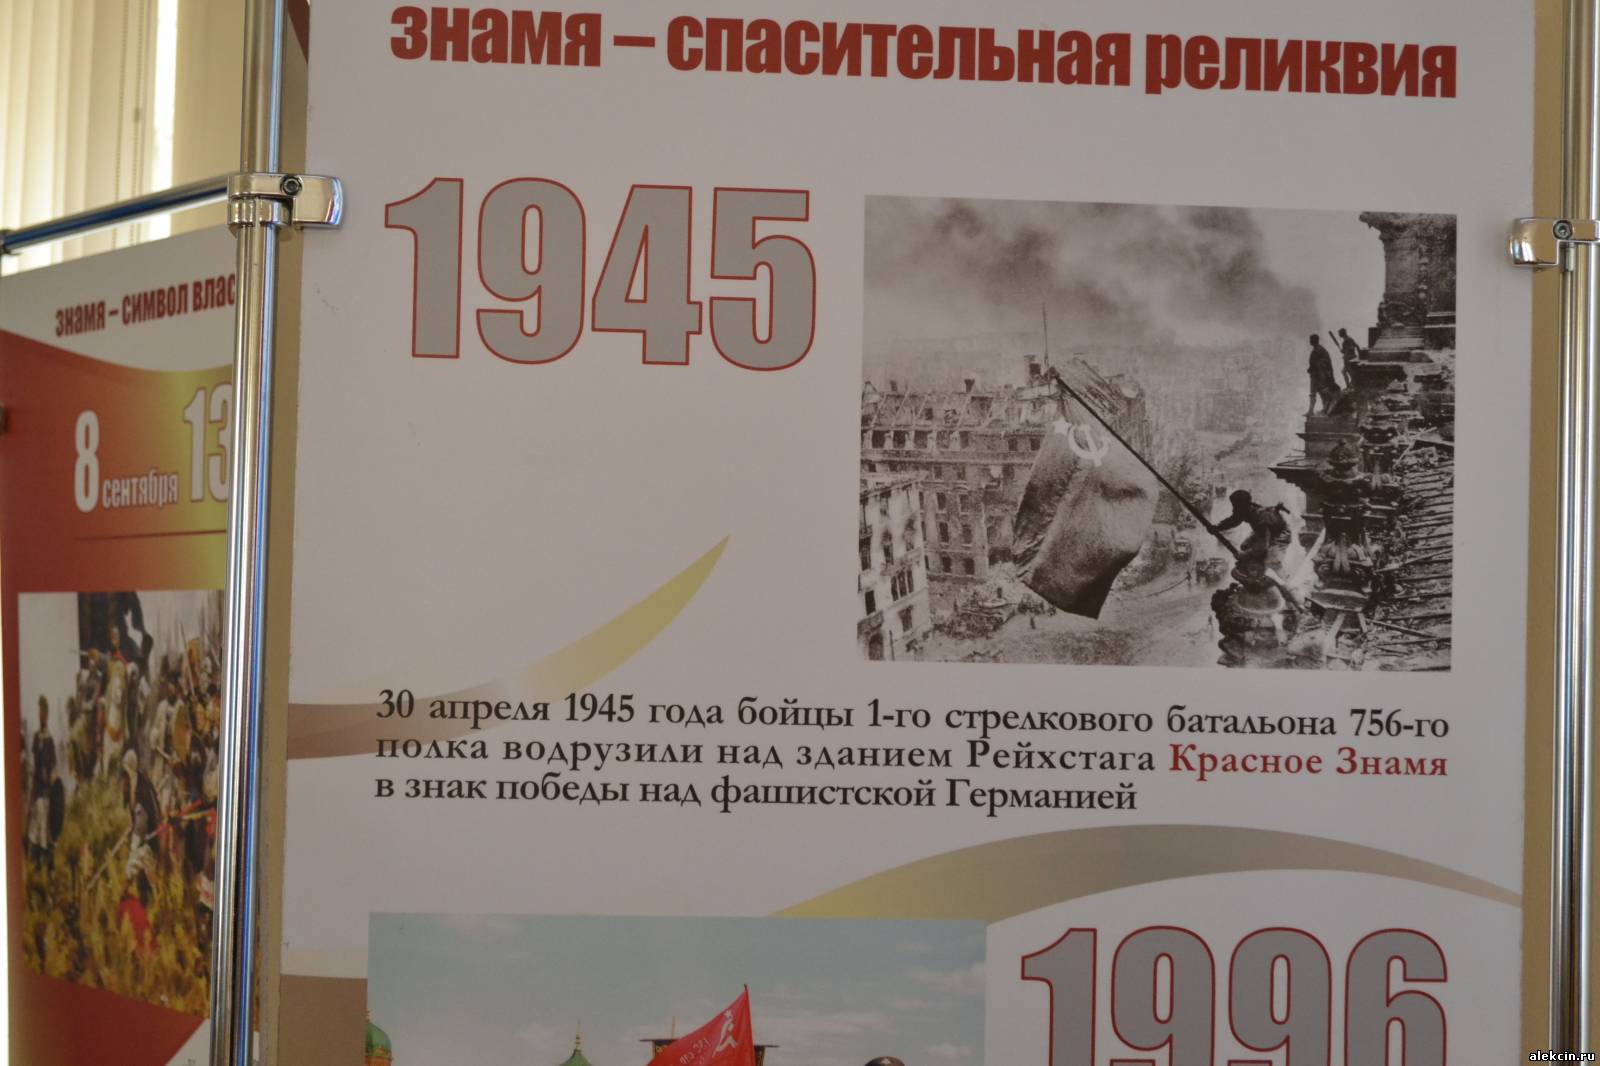 знамя – спасительная реликвия
1945
30 апреля 1945 года бойцы 1-го стрелкового батальона 756-го
полка водрузили над зданием Рейхстага Красное Знамя
в знак победы над фашистской Германией
1996
знамя – символ влас
8 сентября 13
alekcin.ru